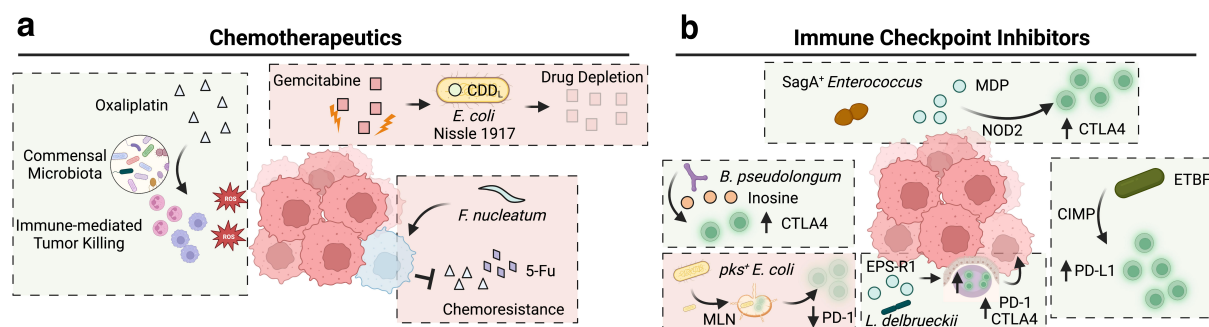 a
Chemotherapeutics
Oxaliplatin
Commensal
Microbiota
Immune-mediated
Tumor Killing
ROS
ROS
Gemcitabine
CDDL
E. coli
Nissle 1917
Drug Depletion
F. nucleatum
5-Fu
Chemoresistance
b
Immune Checkpoint Inhibitors
SagA+ Enterococcus
MDP
NOD2
CTLA4
B. pseudolongum
Inosine
CTLA4
pks+ E. coli
MLN
PD-1
EPS-R1
L. delbrueckii
PD-1
CTLA4
ETBF
CIMP
PD-L1